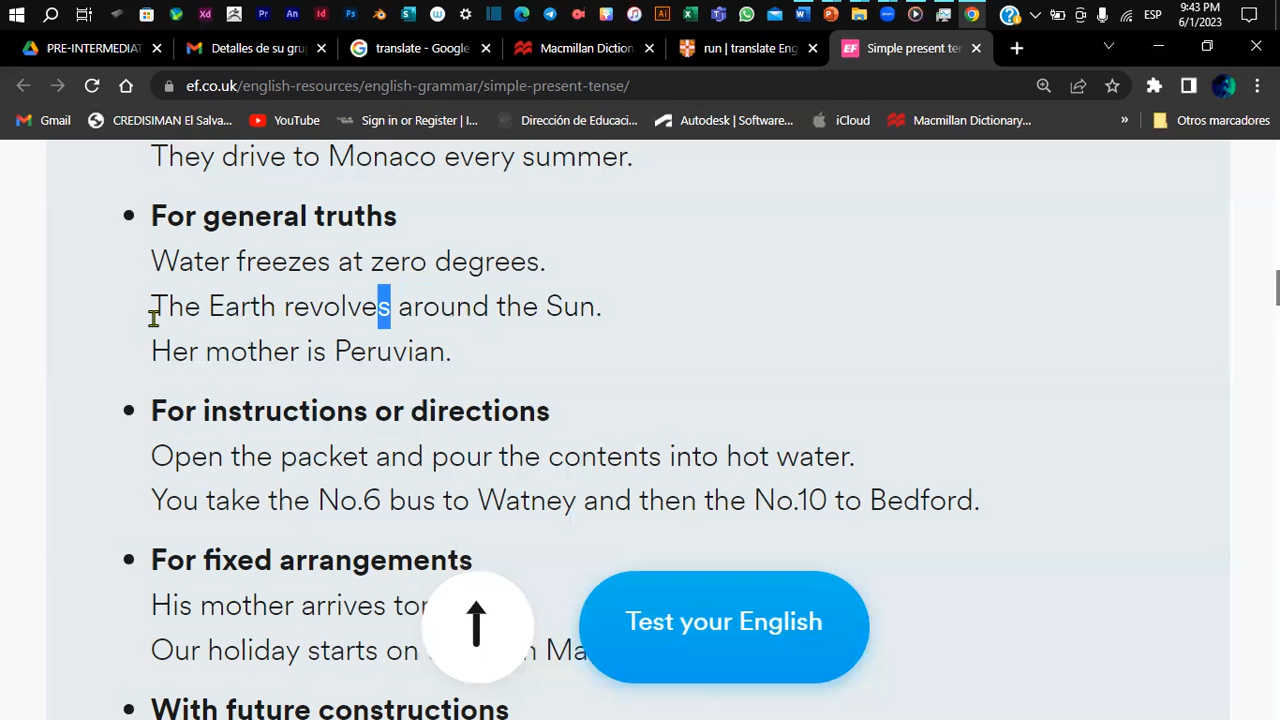 9:43 PM
ESP
6/1/2023
PRE-INTERMEDIAT
Detalles de su gru
translate - Google
Macmillan Diction
run | translate Eng
Simple present te
ef.co.uk/english-resources/english-grammar/simple-present-tense/
Gmail
CREDISIMAN El Salva...
YouTube
Sign in or Register | I...
Dirección de Educaci...
Autodesk | Software...
iCloud
Macmillan Dictionary...
»
Otros marcadores
They drive to Monaco every summer.
• For general truths
Water freezes at zero degrees.
The Earth revolves around the Sun.
Her mother is Peruvian.
• For instructions or directions
Open the packet and pour the contents into hot water.
You take the No.6 bus to Watney and then the No.10 to Bedford.
• For fixed arrangements
His mother arrives
Our holiday starts on
Test your English
• With future constructions